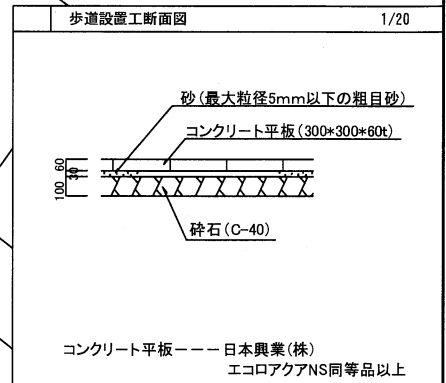 歩道設置工断面図 1/20
砂(最大粒径5mm以下の粗目砂)
コンクリート平板(300*300*60t)
60
30
100
砕石(C-40)
コンクリート平板ーーー日本興業(株)
エコロアクアNS同等品以上